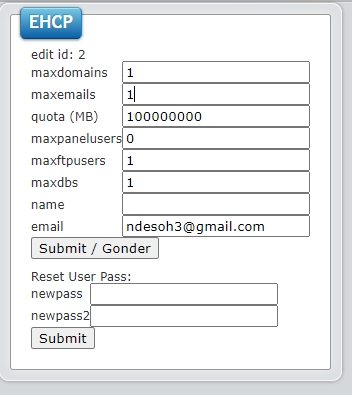 EHCP
edit id: 2
maxdomains 1
maxemails 1
quota (MB) 100000000
maxpanelusers 0
maxftpusers 1
maxdbs 1
name
email ndesoh3@gmail.com
Submit / Gonder
Reset User Pass:
newpass
newpass2
Submit